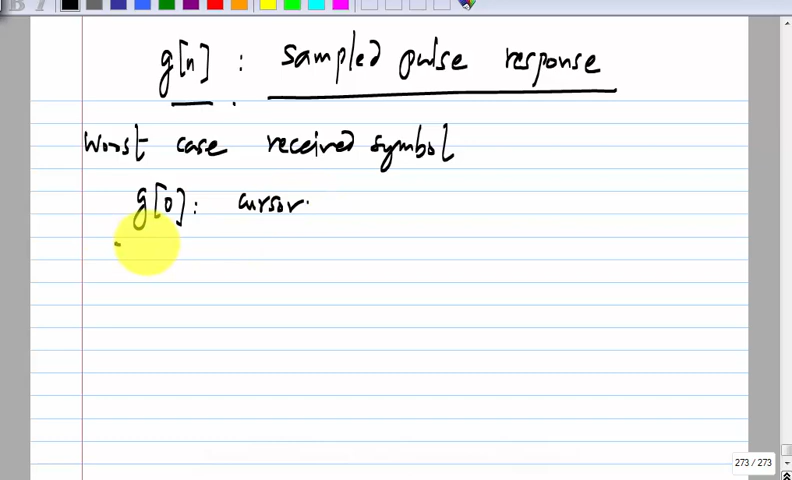 g[n] : sampled pulse response
Worst case received symbol
g[0] : cursor.
273 / 273